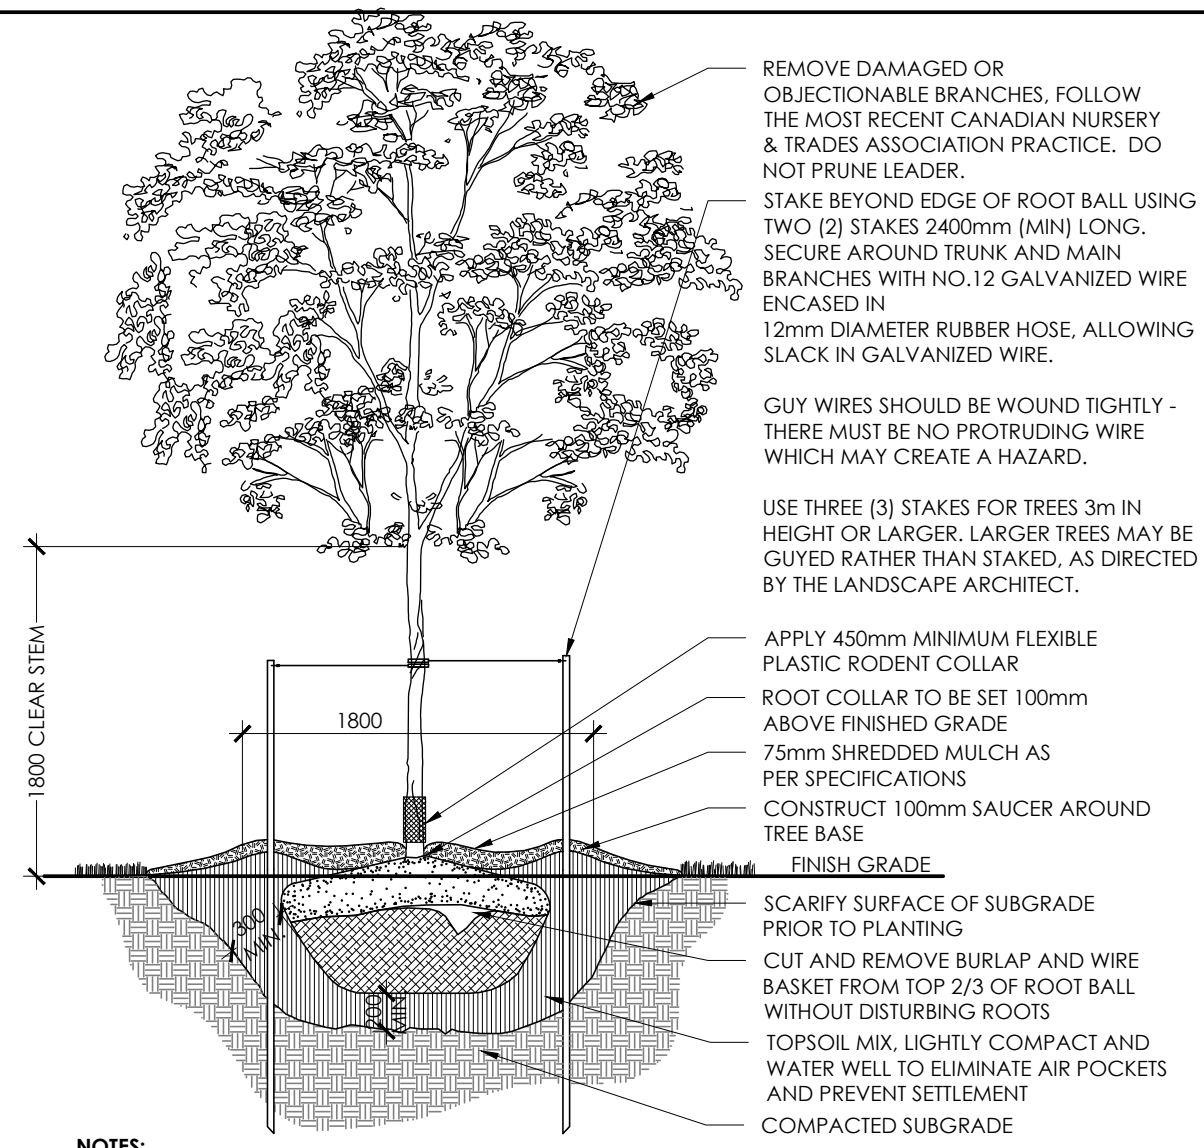 REMOVE DAMAGED OR
OBJECTIONABLE BRANCHES, FOLLOW
THE MOST RECENT CANADIAN NURSERY
& TRADES ASSOCIATION PRACTICE. DO
NOT PRUNE LEADER.
STAKE BEYOND EDGE OF ROOT BALL USING
TWO (2) STAKES 2400mm (MIN) LONG.
SECURE AROUND TRUNK AND MAIN
BRANCHES WITH NO.12 GALVANIZED WIRE
ENCASED IN
12mm DIAMETER RUBBER HOSE, ALLOWING
SLACK IN GALVANIZED WIRE.
GUY WIRES SHOULD BE WOUND TIGHTLY -
THERE MUST BE NO PROTRUDING WIRE
WHICH MAY CREATE A HAZARD.
USE THREE (3) STAKES FOR TREES 3m IN
HEIGHT OR LARGER. LARGER TREES MAY BE
GUYED RATHER THAN STAKED, AS DIRECTED
BY THE LANDSCAPE ARCHITECT.
APPLY 450mm MINIMUM FLEXIBLE
PLASTIC RODENT COLLAR
ROOT COLLAR TO BE SET 100mm
ABOVE FINISHED GRADE
75mm SHREDDED MULCH AS
PER SPECIFICATIONS
CONSTRUCT 100mm SAUCER AROUND
TREE BASE
FINISH GRADE
SCARIFY SURFACE OF SUBGRADE
PRIOR TO PLANTING
CUT AND REMOVE BURLAP AND WIRE
BASKET FROM TOP 2/3 OF ROOT BALL
WITHOUT DISTURBING ROOTS
TOPSOIL MIX, LIGHTLY COMPACT AND
WATER WELL TO ELIMINATE AIR POCKETS
AND PREVENT SETTLEMENT
COMPACTED SUBGRADE
1800 CLEAR STEM
1800
300
MIN.
200
MIN
NOTES: